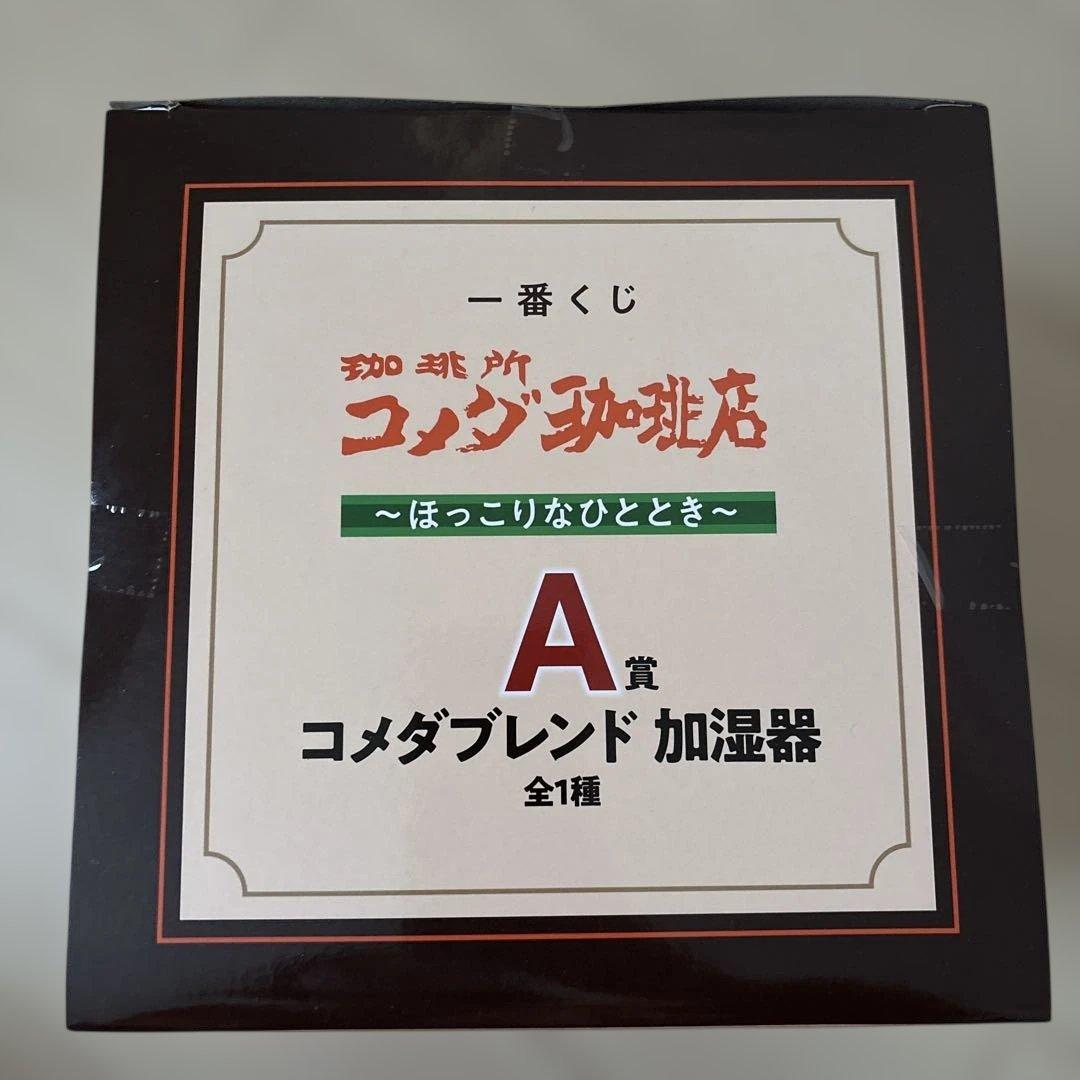 一番くじ
珈琲所
コメダ珈琲店
～ほっこりなひととき～
A賞
コメダブレンド 加湿器
全1種